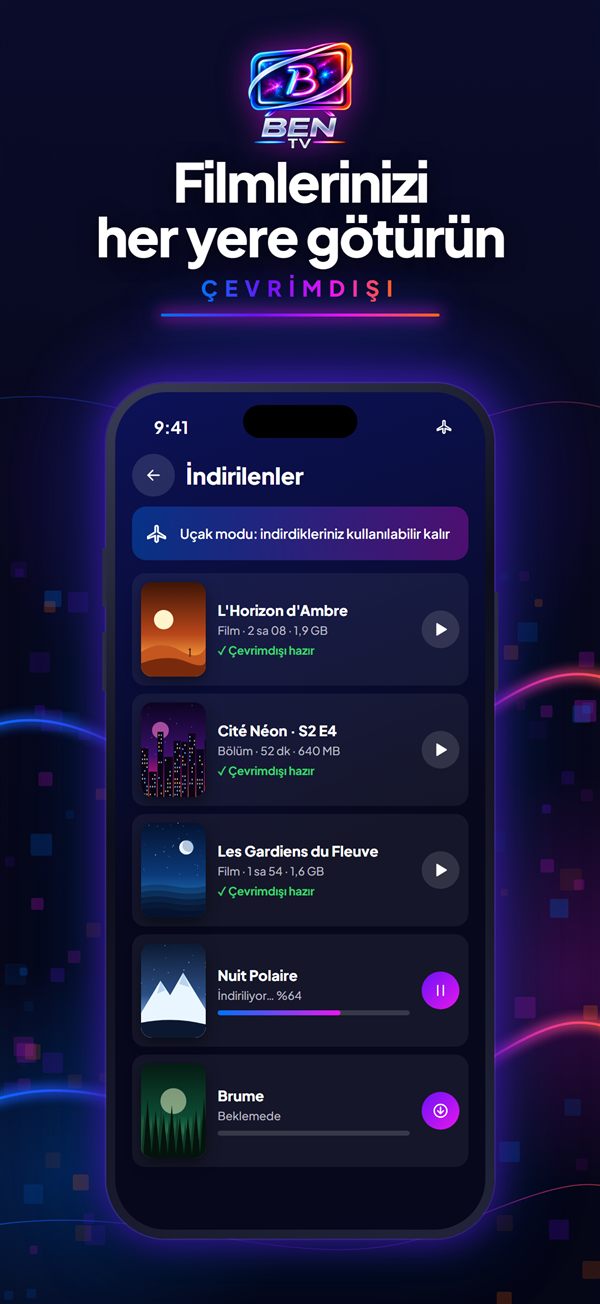 B
BEN
TV
Filmlerinizi
her yere götürün
ÇEVRİMDIŞI
9:41
İndirilenler
Uçak modu: indirdikleriniz kullanılabilir kalır
L'Horizon d'Ambre
Film · 2 sa 08 · 1,9 GB
✓ Çevrimdışı hazır
Cité Néon · S2 E4
Bölüm · 52 dk · 640 MB
✓ Çevrimdışı hazır
Les Gardiens du Fleuve
Film · 1 sa 54 · 1,6 GB
✓ Çevrimdışı hazır
Nuit Polaire
İndiriliyor... %64
Brume
Beklemede